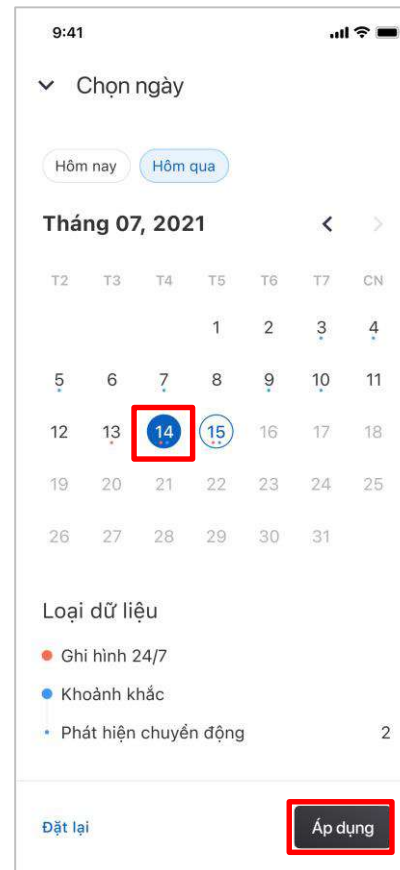 9:41
Chọn ngày
Hôm nay Hôm qua
Tháng 07, 2021
T2 T3 T4 T5 T6 T7 CN
1 2 3 4
5 6 7 8 9 10 11
12 13 14 15 16 17 18
19 20 21 22 23 24 25
26 27 28 29 30 31
Loại dữ liệu
Ghi hình 24/7
Khoảnh khắc
Phát hiện chuyển động 2
Đặt lại Áp dụng